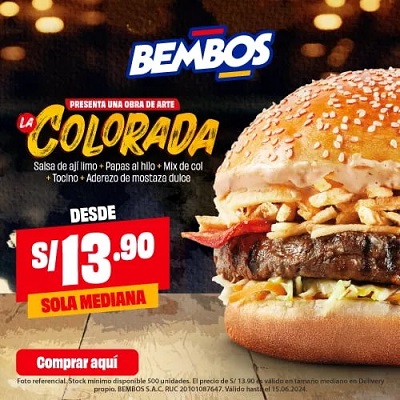 BEMBOS
PRESENTA UNA OBRA DE ARTE
LA COLORADA
Salsa de ají limo + Papas al hilo + Mix de col
+ Tocino + Aderezo de mostaza dulce
DESDE
S/13.90
SOLA MEDIANA
Comprar aquí
Foto referencial. Stock mínimo disponible 500 unidades. El precio de S/ 13.90 es válido en tamaño mediano en Delivery
propio. BEMBOS S.A.C. RUC 20101087647. Válido hasta el 15.06.2024.